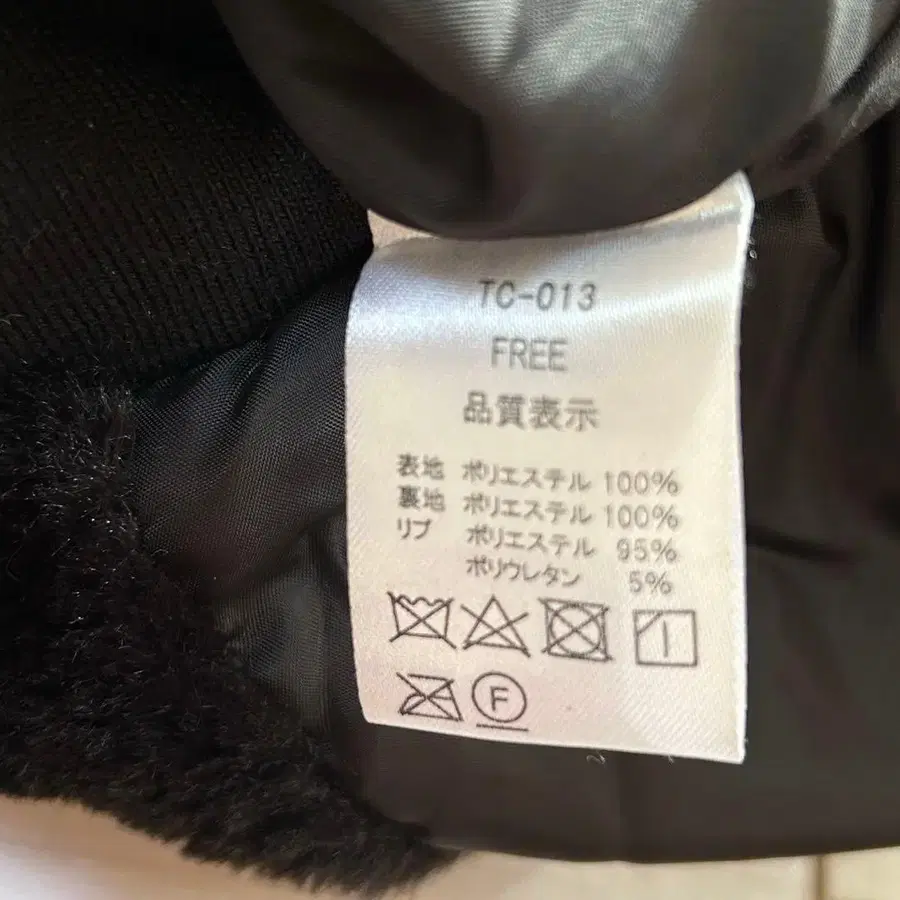 TC-013
FREE
品質表示
表地 ポリエステル 100%
裏地 ポリエステル 100%
リブ ポリエステル 95%
ポリウレタン 5%
F